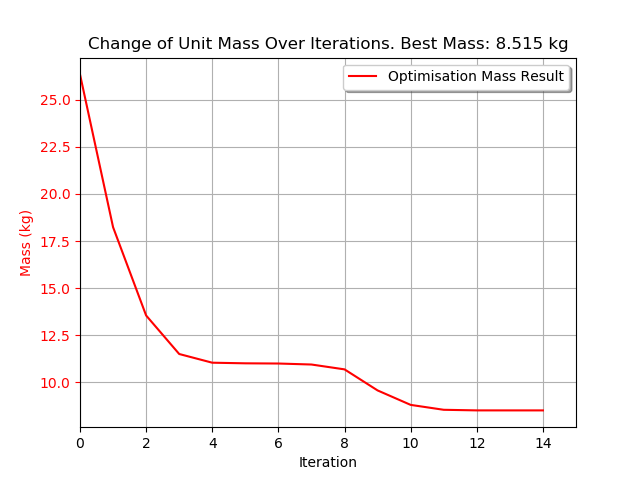 Change of Unit Mass Over Iterations. Best Mass: 8.515 kg
Optimisation Mass Result
25.0
22.5
20.0
17.5
15.0
12.5
10.0
Mass (kg)
0 2 4 6 8 10 12 14
Iteration